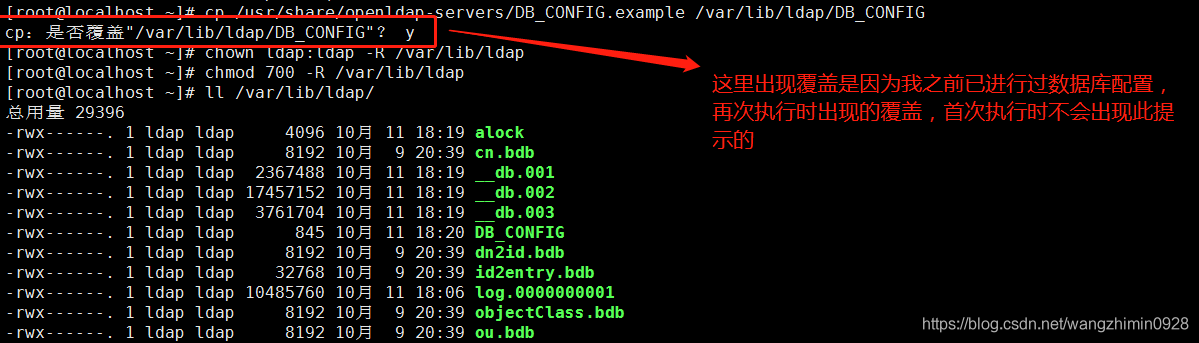 [root@localhost ~]# cp /usr/share/openldap-servers/DB_CONFIG.example /var/lib/ldap/DB_CONFIG
cp：是否覆盖"/var/lib/ldap/DB_CONFIG"？ y
[root@localhost ~]# chown ldap:ldap -R /var/lib/ldap
[root@localhost ~]# chmod 700 -R /var/lib/ldap
[root@localhost ~]# ll /var/lib/ldap/
总用量 29396
-rwx------. 1 ldap ldap     4096 10月 11 18:19 alock
-rwx------. 1 ldap ldap     8192 10月  9 20:39 cn.bdb
-rwx------. 1 ldap ldap  2367488 10月 11 18:19 __db.001
-rwx------. 1 ldap ldap 17457152 10月 11 18:19 __db.002
-rwx------. 1 ldap ldap  3761704 10月 11 18:19 __db.003
-rwx------. 1 ldap ldap      845 10月 11 18:20 DB_CONFIG
-rwx------. 1 ldap ldap     8192 10月  9 20:39 dn2id.bdb
-rwx------. 1 ldap ldap    32768 10月  9 20:39 id2entry.bdb
-rwx------. 1 ldap ldap 10485760 10月 11 18:06 log.0000000001
-rwx------. 1 ldap ldap     8192 10月  9 20:39 objectClass.bdb
-rwx------. 1 ldap ldap     8192 10月  9 20:39 ou.bdb
这里出现覆盖是因为我之前已进行过数据库配置，
再次执行时出现的覆盖，首次执行时不会出现此提
示的
https://blog.csdn.net/wangzhimin0928